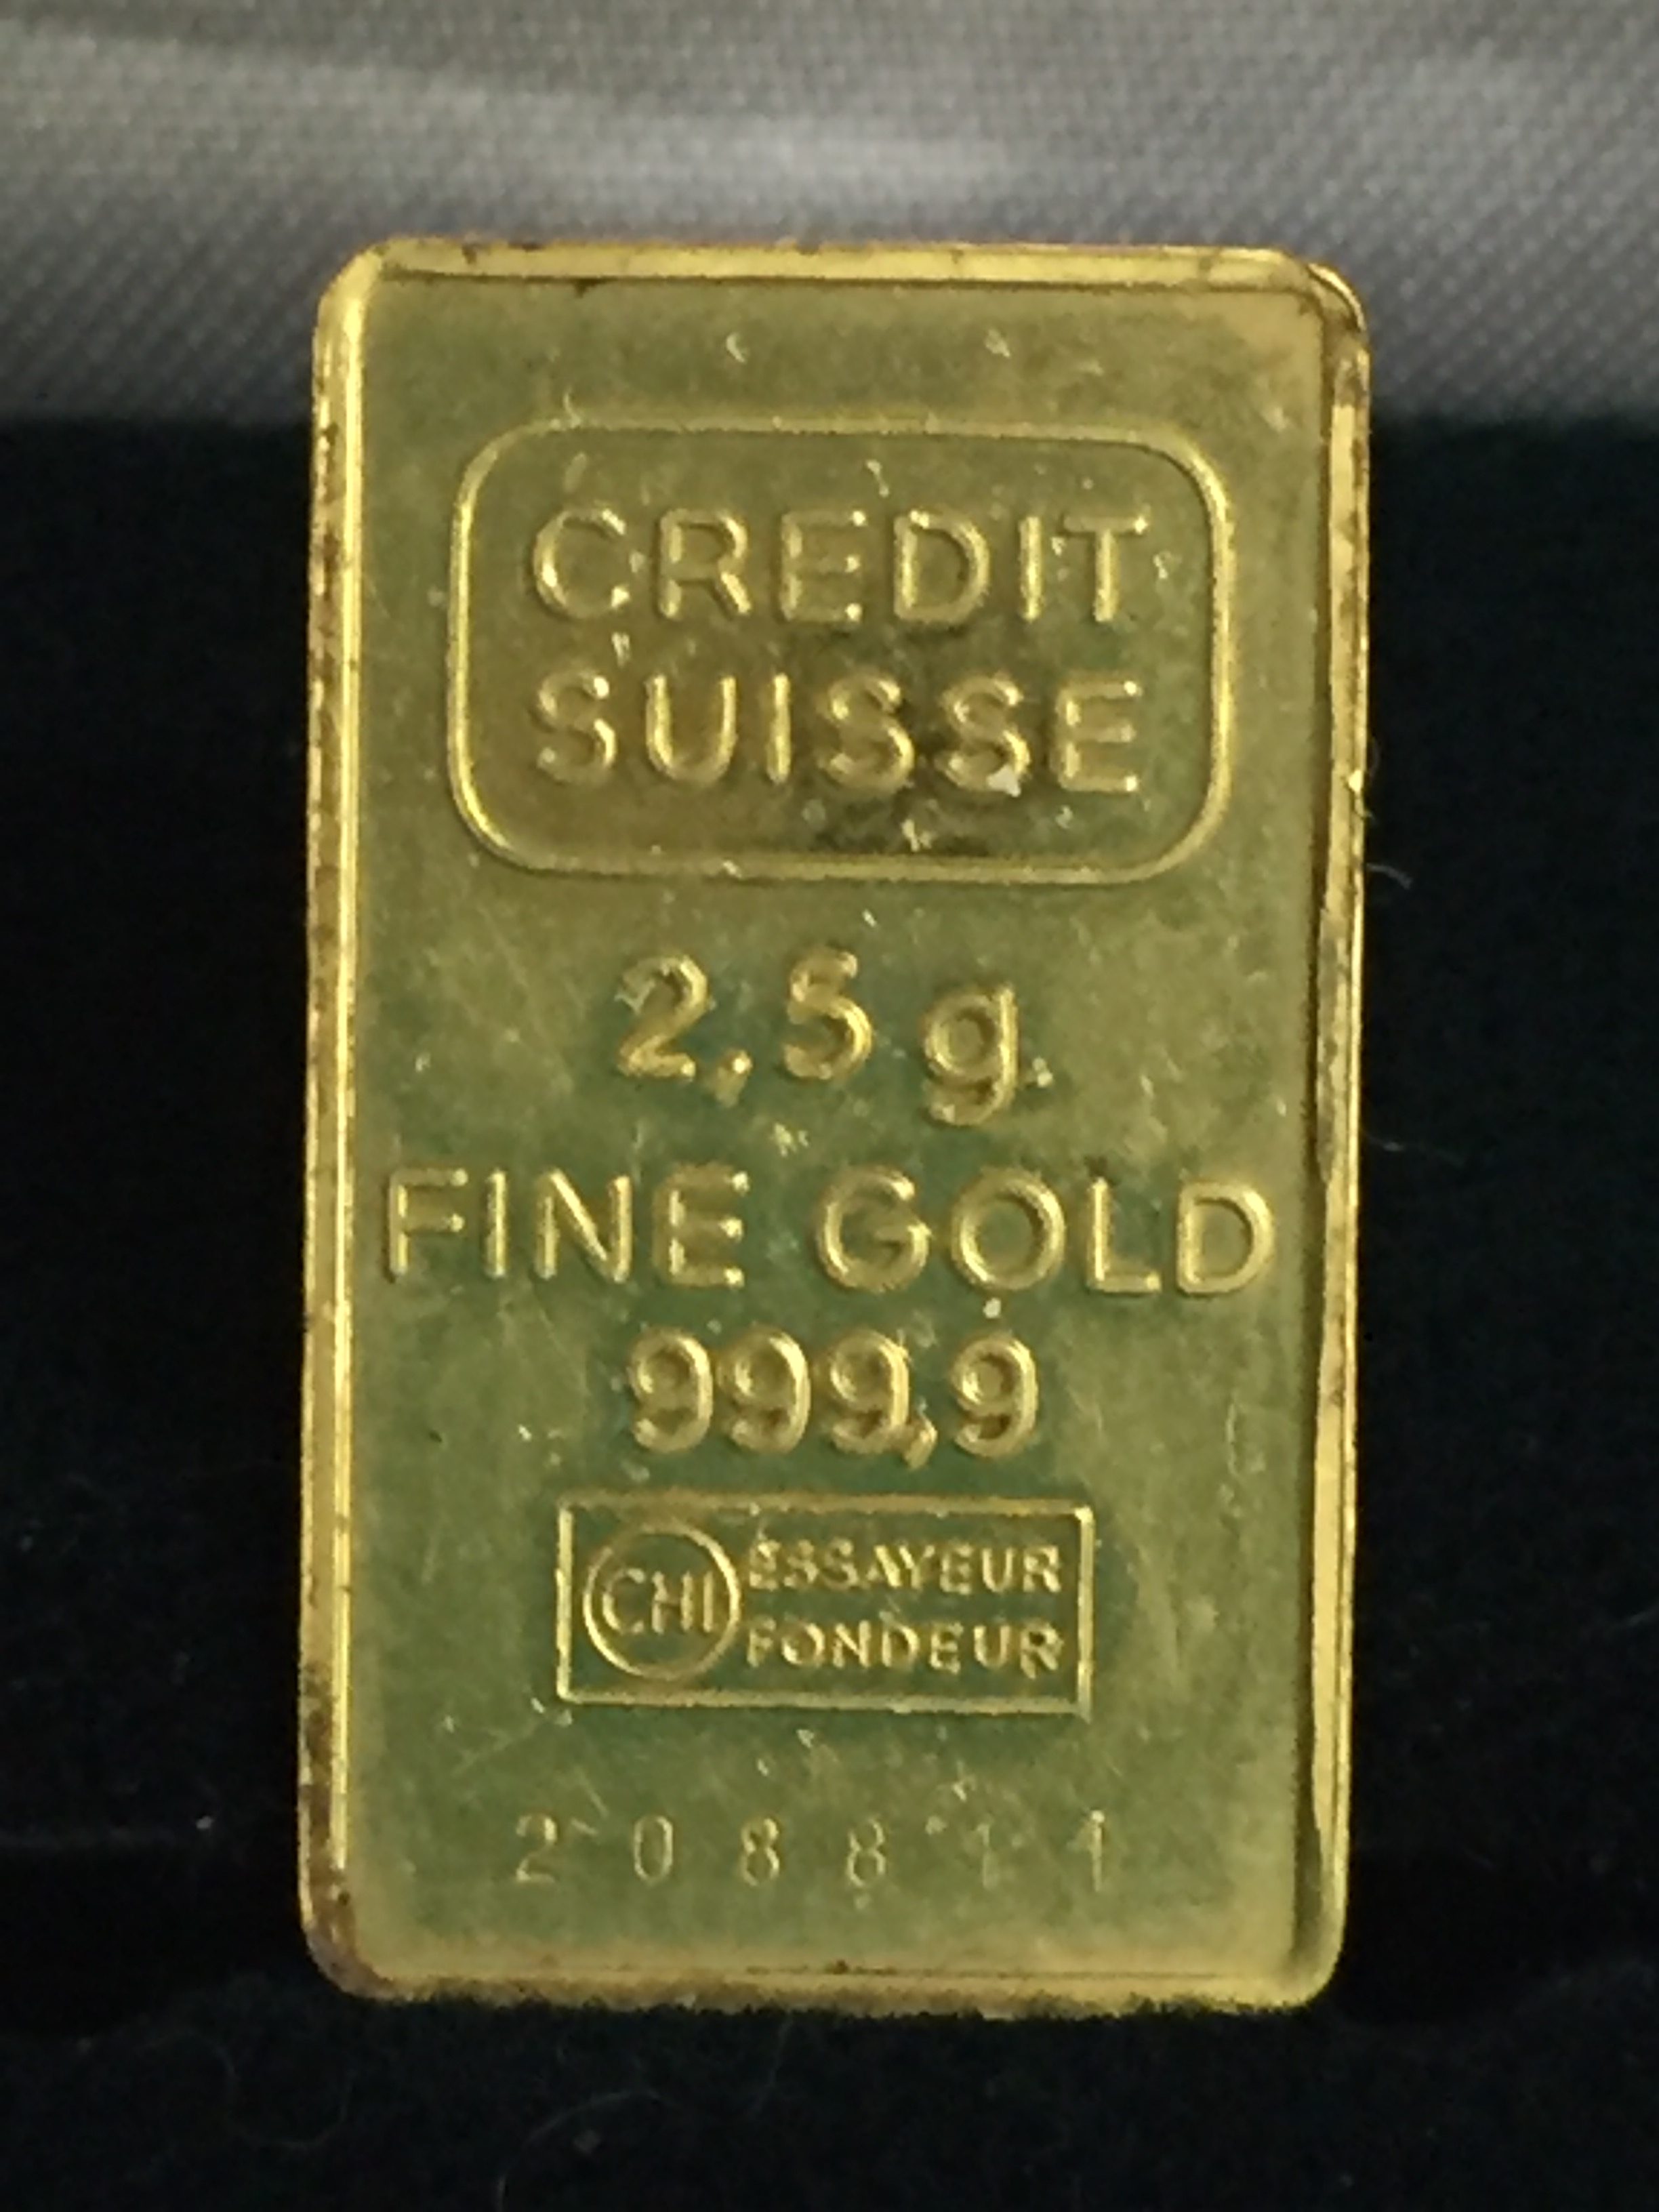 CREDIT
SUISSE
2,5 g
FINE GOLD
999,9
CHI ESSAYEUR
FONDEUR
208811